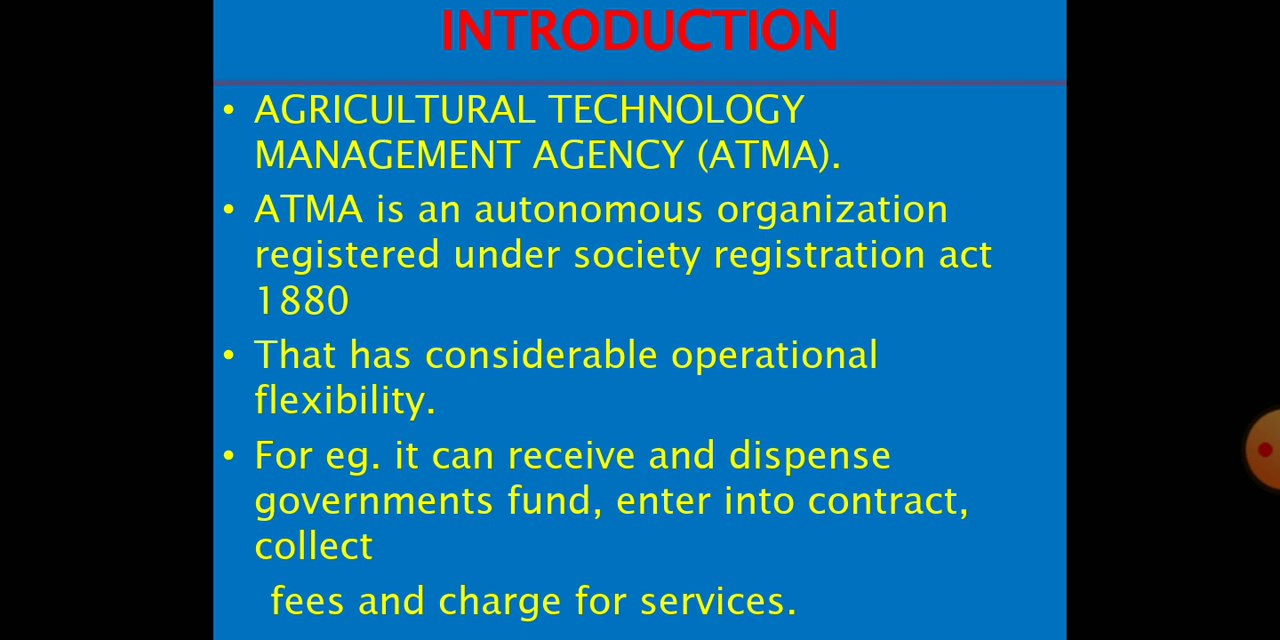 INTRODUCTION
• AGRICULTURAL TECHNOLOGY
MANAGEMENT AGENCY (ATMA).
• ATMA is an autonomous organization
registered under society registration act
1880
• That has considerable operational
flexibility.
• For eg. it can receive and dispense
governments fund, enter into contract,
collect
fees and charge for services.